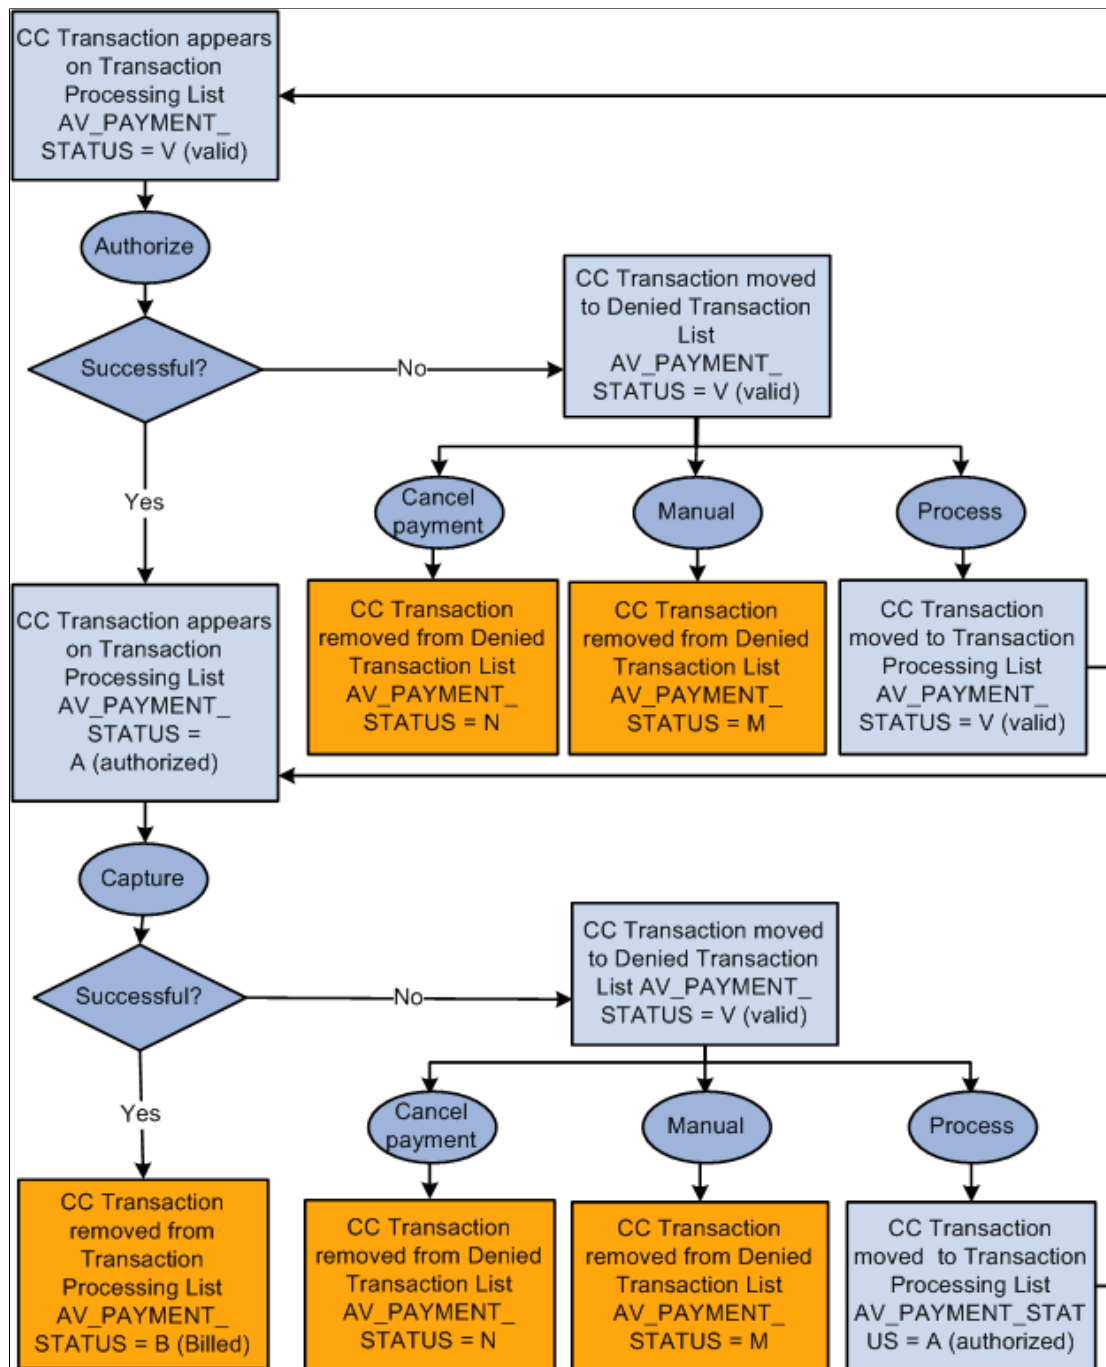 CC Transaction appears
on Transaction
Processing List
AV_PAYMENT_
STATUS = V (valid)
Authorize
Successful?
No
CC Transaction moved
to Denied Transaction
List
AV_PAYMENT_
STATUS = V (valid)
Yes
Cancel
payment
Manual
Process
CC Transaction
removed from Denied
Transaction List
AV_PAYMENT_
STATUS = N
CC Transaction
removed from Denied
Transaction List
AV_PAYMENT_
STATUS = M
CC Transaction
moved to Transaction
Processing List
AV_PAYMENT_
STATUS = V (valid)
CC Transaction appears
on Transaction
Processing List
AV_PAYMENT_
STATUS =
A (authorized)
Capture
Successful?
No
CC Transaction moved
to Denied Transaction
List AV_PAYMENT_
STATUS = V (valid)
Yes
Cancel
payment
Manual
Process
CC Transaction
removed from
Transaction
Processing List
AV_PAYMENT_
STATUS = B (Billed)
CC Transaction
removed from Denied
Transaction List
AV_PAYMENT_
STATUS = N
CC Transaction
removed from Denied
Transaction List
AV_PAYMENT_
STATUS = M
CC Transaction
moved to Transaction
Processing List
AV_PAYMENT_STAT
US = A (authorized)